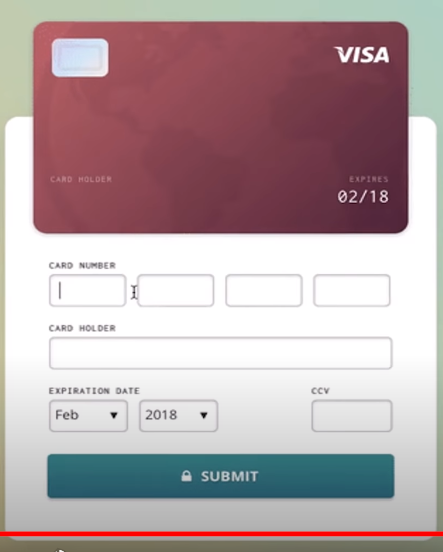 VISA
CARD HOLDER EXPIRES
02/18
CARD NUMBER
CARD HOLDER
EXPIRATION DATE CCV
Feb ▼ 2018 ▼
SUBMIT